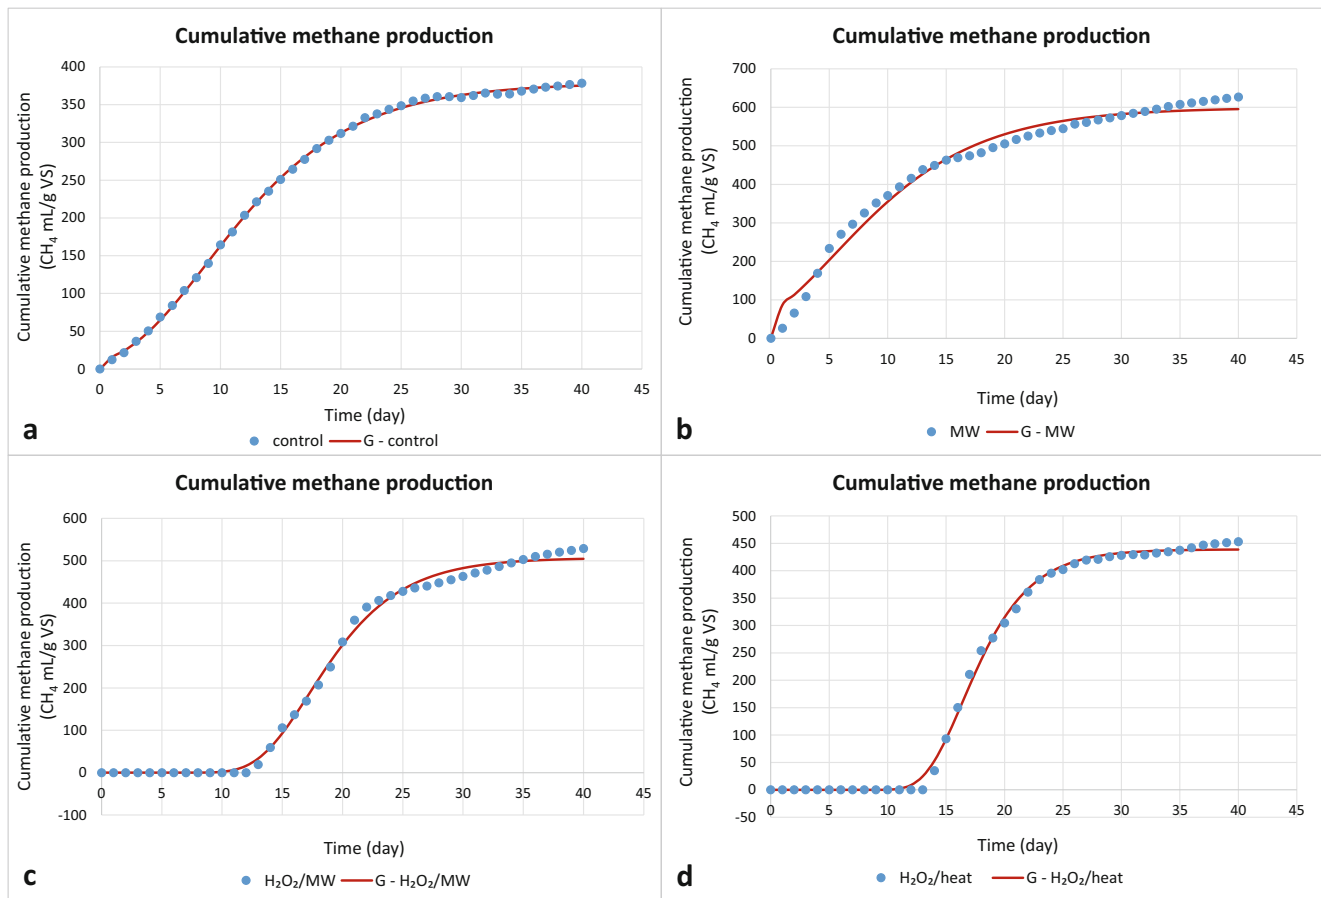 Cumulative methane production
Cumulative methane production
(CH₄ mL/g VS)
400
350
300
250
200
150
100
50
0
0 5 10 15 20 25 30 35 40 45
Time (day)
control G - control
a
Cumulative methane production
Cumulative methane production
(CH₄ mL/g VS)
700
600
500
400
300
200
100
0
0 5 10 15 20 25 30 35 40 45
Time (day)
MW G - MW
b
Cumulative methane production
Cumulative methane production
(CH₄ mL/g VS)
600
500
400
300
200
100
0
-100
0 5 10 15 20 25 30 35 40 45
Time (day)
H₂O₂/MW G - H₂O₂/MW
c
Cumulative methane production
Cumulative methane production
(CH₄ mL/g VS)
500
450
400
350
300
250
200
150
100
50
0
-50
0 5 10 15 20 25 30 35 40 45
Time (day)
H₂O₂/heat G - H₂O₂/heat
d